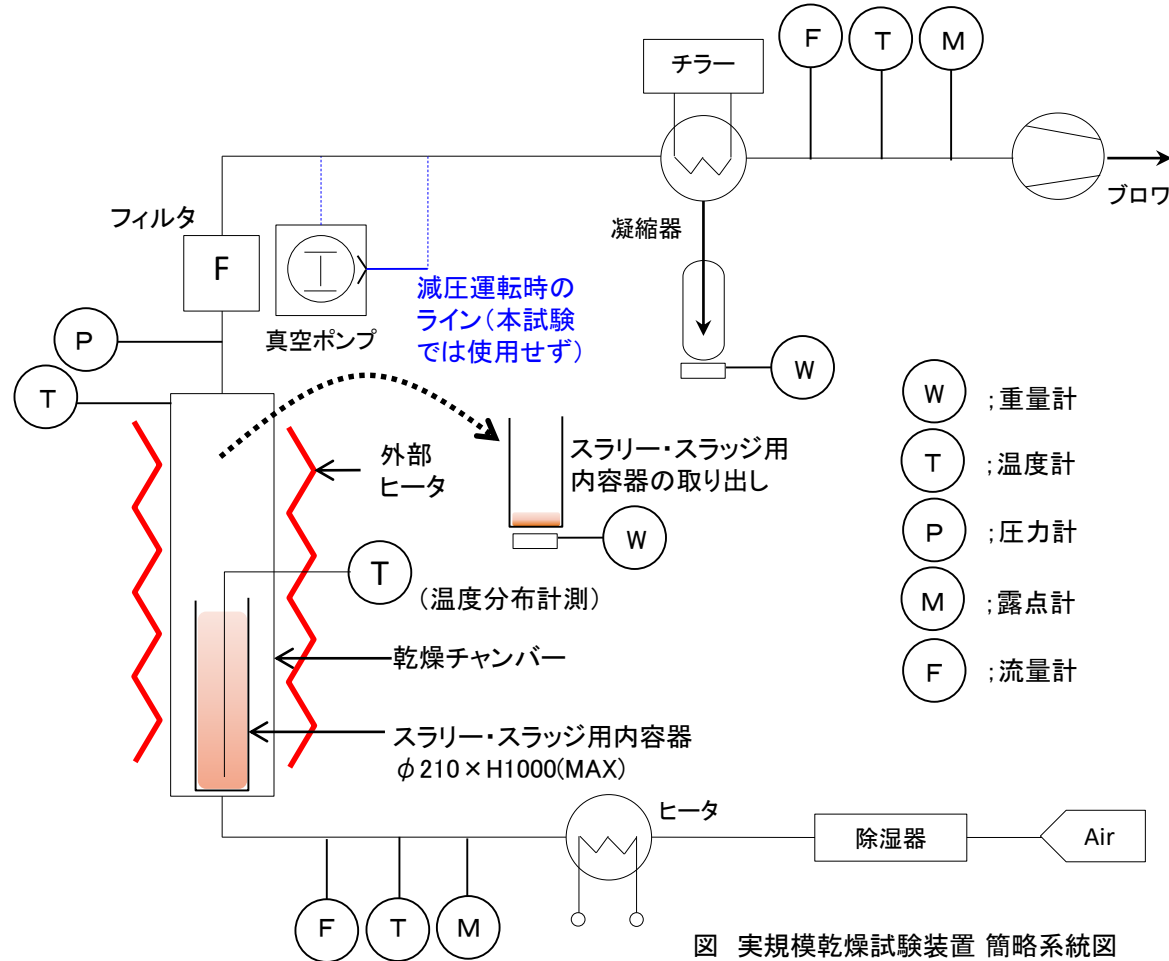 F
T
M
チラー
ブロワ
凝縮器
フィルタ
F
真空ポンプ
減圧運転時の
ライン(本試験
では使用せず)
P
T
W
外部
ヒータ
スラリー・スラッジ用
内容器の取り出し
W
T
(温度分布計測)
乾燥チャンバー
スラリー・スラッジ用内容器
φ210×H1000(MAX)
W ;重量計
T ;温度計
P ;圧力計
M ;露点計
F ;流量計
ヒータ
除湿器
Air
F
T
M
図 実規模乾燥試験装置 簡略系統図